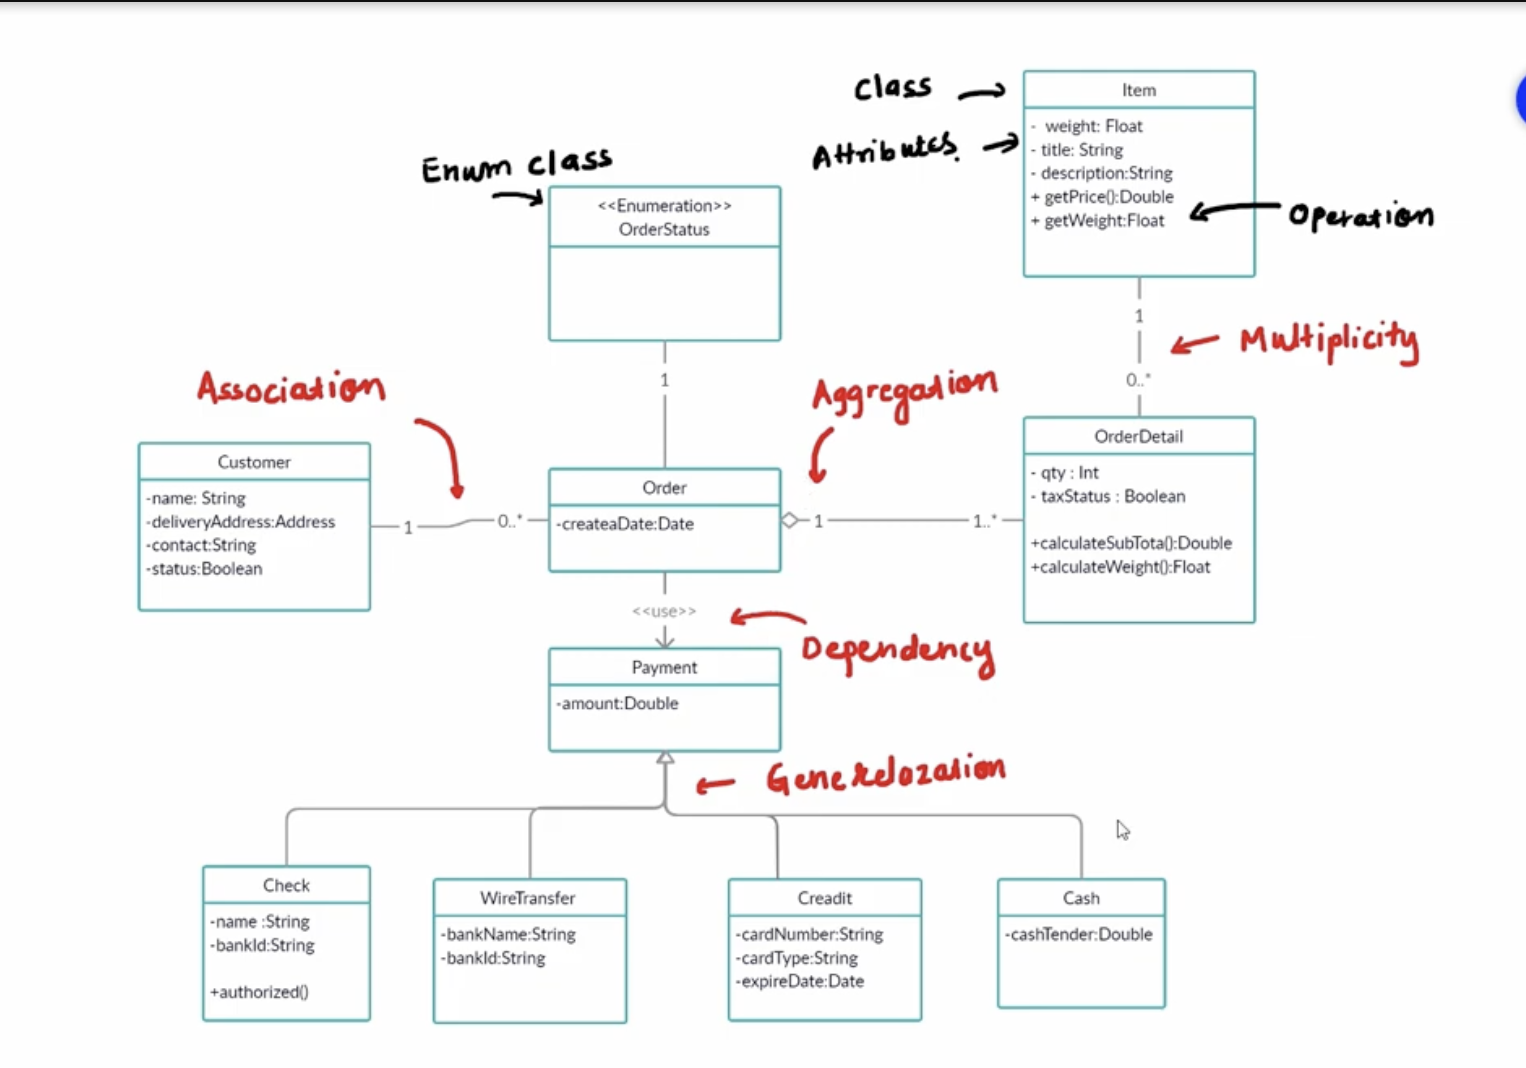 Class
Item
- weight: Float
- title: String
- description:String
+ getPrice():Double
+ getWeight:Float
Attributes.
Operation
Enum class
<<Enumeration>>
OrderStatus
1
1
Multiplicity
0..*
Association
Aggregation
Customer
-name: String
-deliveryAddress:Address
-contact:String
-status:Boolean
1
0..*
Order
-createaDate:Date
1
1..*
OrderDetail
- qty : Int
- taxStatus : Boolean
+calculateSubTota():Double
+calculateWeight():Float
<<use>>
Dependency
Payment
-amount:Double
Generelozation
Check
-name :String
-bankId:String
+authorized()
WireTransfer
-bankName:String
-bankId:String
Creadit
-cardNumber:String
-cardType:String
-expireDate:Date
Cash
-cashTender:Double